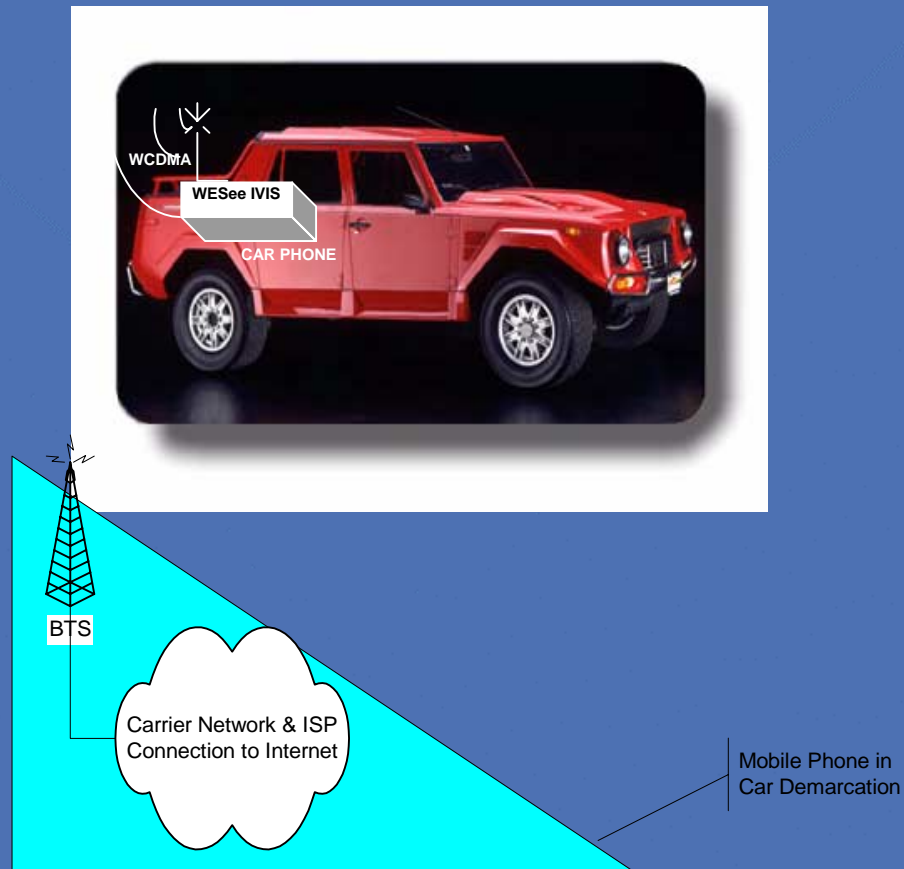 WCDMA
WESee IVIS
CAR PHONE
BTS
Carrier Network & ISP
Connection to Internet
Mobile Phone in
Car Demarcation